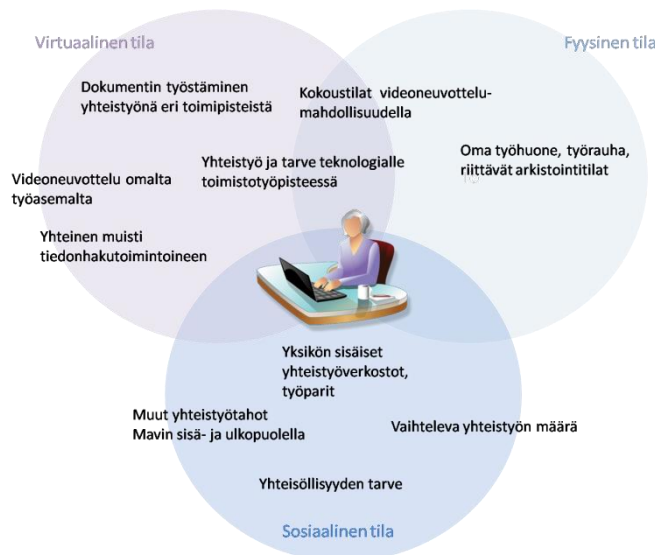 Virtuaalinen tila
Fyysinen tila
Dokumentin työstäminen
yhteistyönä eri toimipisteistä
Kokoustilat videoneuvottelu-
mahdollisuudella
Oma työhuone, työrauha,
riittävät arkistointitilat
Yhteistyö ja tarve teknologialle
toimistotyöpisteessä
Videoneuvottelu omalta
työasemalta
Yhteinen muisti
tiedonhakutoimintoineen
Yksikön sisäiset
yhteistyöverkostot,
työparit
Muut yhteistyötahot
Mavin sisä- ja ulkopuolella
Vaihteleva yhteistyön määrä
Yhteisöllisyyden tarve
Sosiaalinen tila